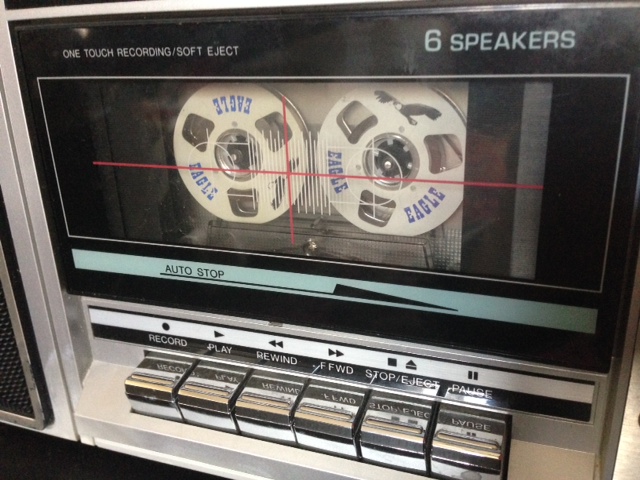 ONE TOUCH RECORDING/SOFT EJECT
6 SPEAKERS
EAGLE
EAGLE
EAGLE
EAGLE
AUTO STOP
RECORD
PLAY
REWIND
F.FWD
STOP/EJECT
PAUSE